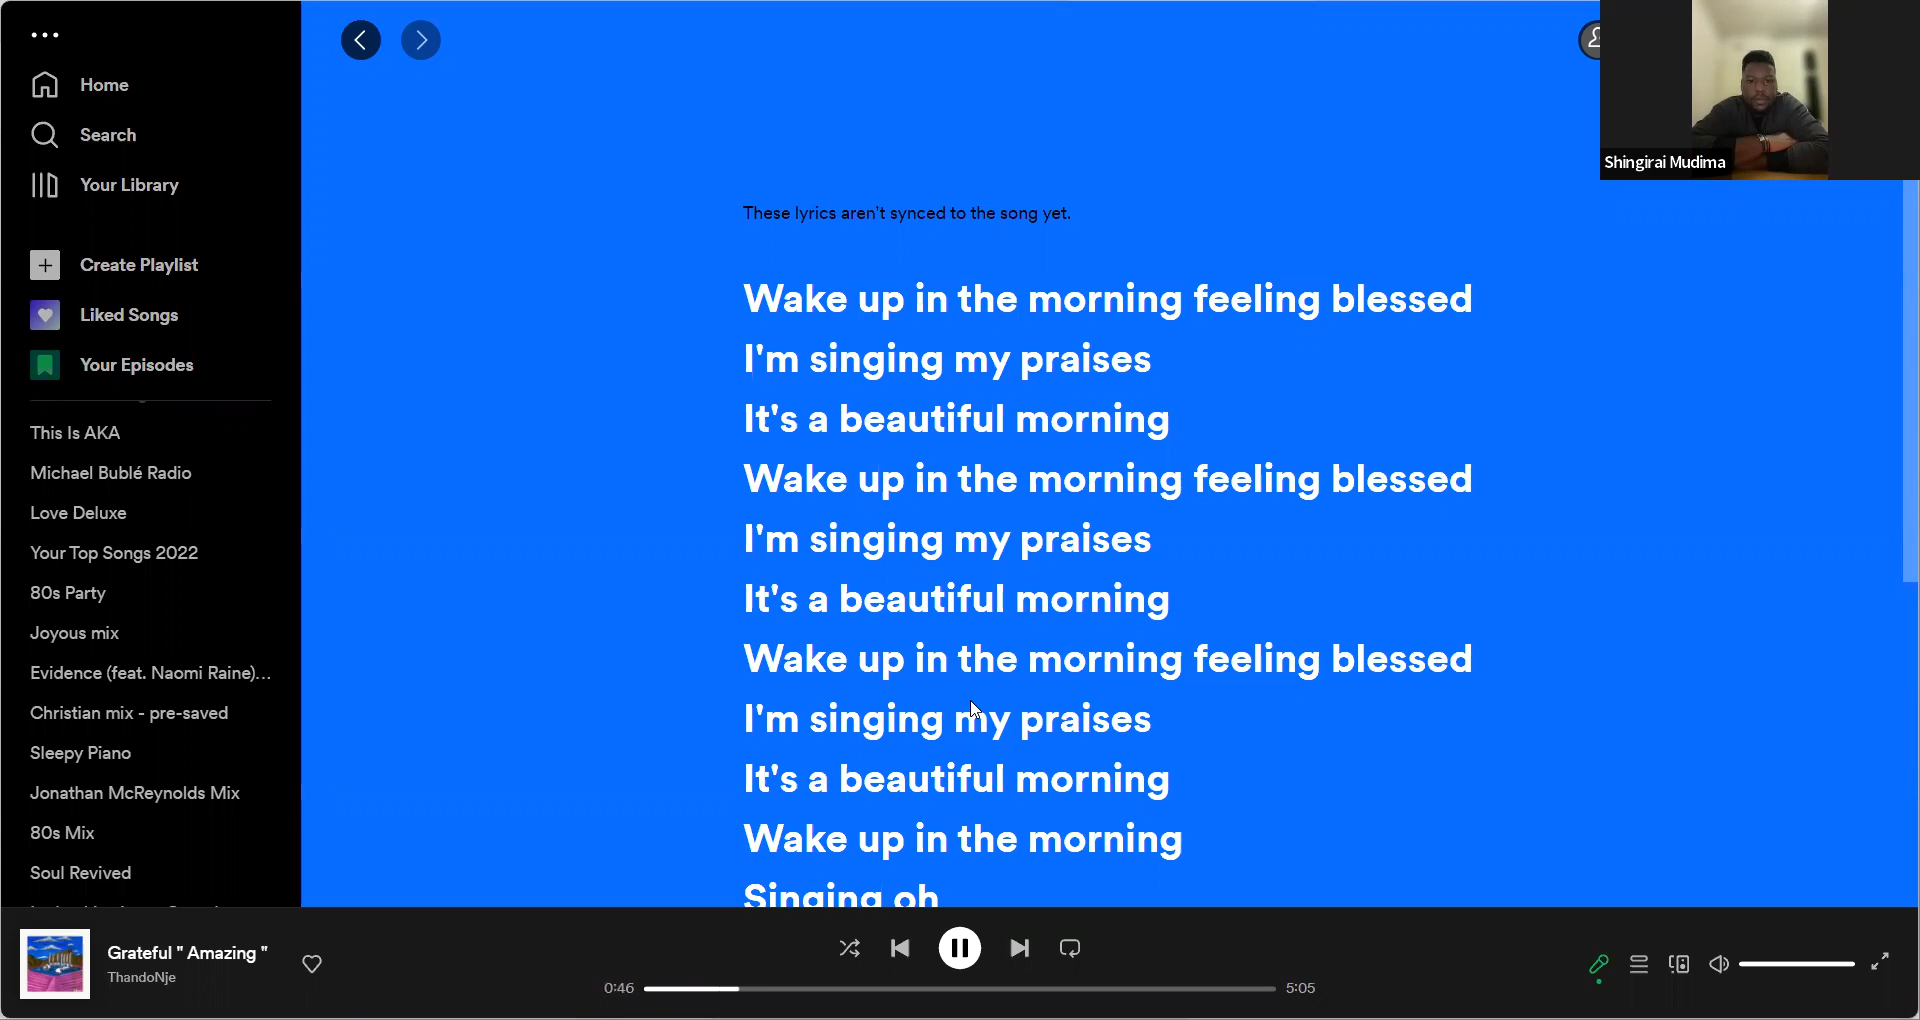 Home
Search
Your Library
Create Playlist
Liked Songs
Your Episodes
This Is AKA
Michael Bublé Radio
Love Deluxe
Your Top Songs 2022
80s Party
Joyous mix
Evidence (feat. Naomi Raine)...
Christian mix - pre-saved
Sleepy Piano
Jonathan McReynolds Mix
80s Mix
Soul Revived
Shingirai Mudima
These lyrics aren't synced to the song yet.
Wake up in the morning feeling blessed
I'm singing my praises
It's a beautiful morning
Wake up in the morning feeling blessed
I'm singing my praises
It's a beautiful morning
Wake up in the morning feeling blessed
I'm singing my praises
It's a beautiful morning
Wake up in the morning
Singing oh
Grateful " Amazing "
ThandoNje
0:46
5:05